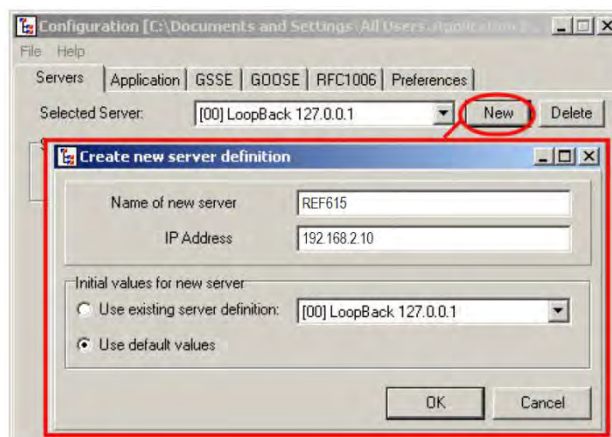 Configuration [C:\Documents and Settings\All Users\
File Help
Servers Application GSSE GOOSE RFC1006 Preferences
Selected Server: [00] LoopBack 127.0.0.1 New Delete
Create new server definition
Name of new server REF615
IP Address 192.168.2.10
Initial values for new server
Use existing server definition: [00] LoopBack 127.0.0.1
Use default values
OK Cancel